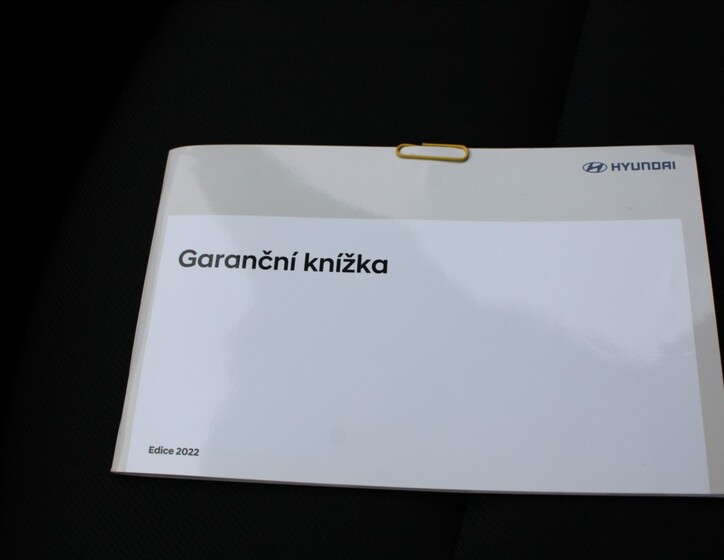 HYUNDAI
Garanční knížka
Edice 2022